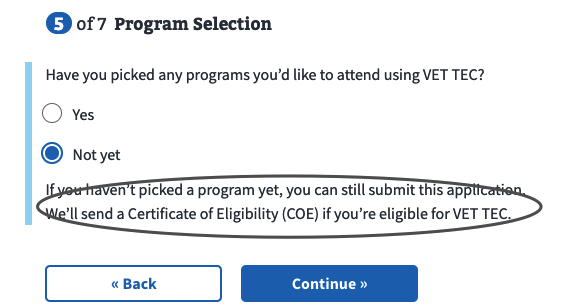 5 of 7 Program Selection
Have you picked any programs you’d like to attend using VET TEC?
Yes
Not yet
If you haven’t picked a program yet, you can still submit this application.
We’ll send a Certificate of Eligibility (COE) if you’re eligible for VET TEC.
« Back
Continue »